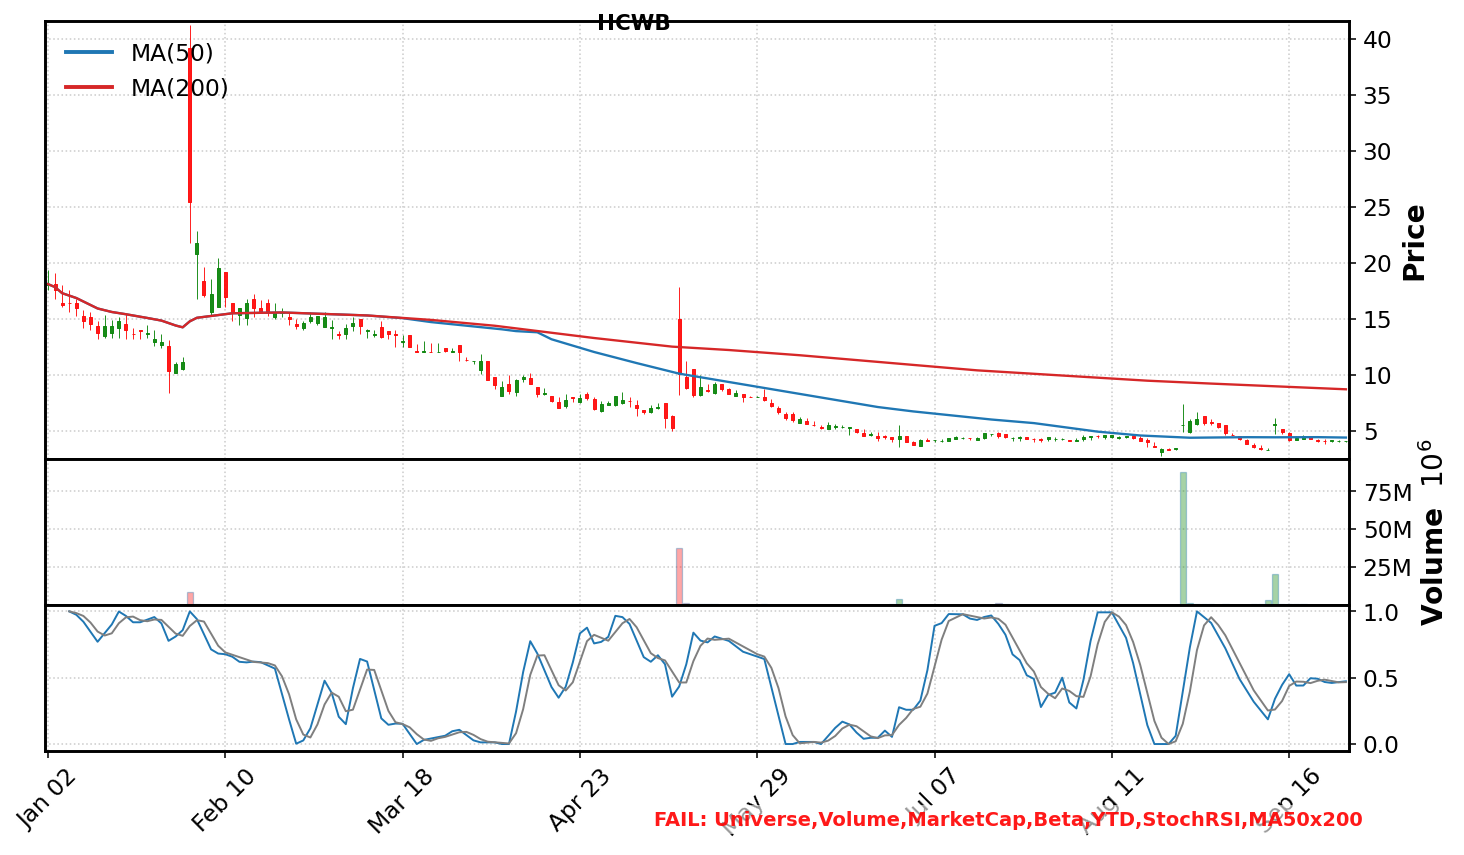 HCWB
MA(50)
MA(200)
40
35
30
25
20
15
10
5
Price
75M
50M
25M
Volume 10^6
1.0
0.5
0.0
Jan 02
Feb 10
Mar 18
Apr 23
May 29
Jul 07
Aug 11
Sep 16
FAIL: Universe,Volume,MarketCap,Beta,YTD,StochRSI,MA50x200